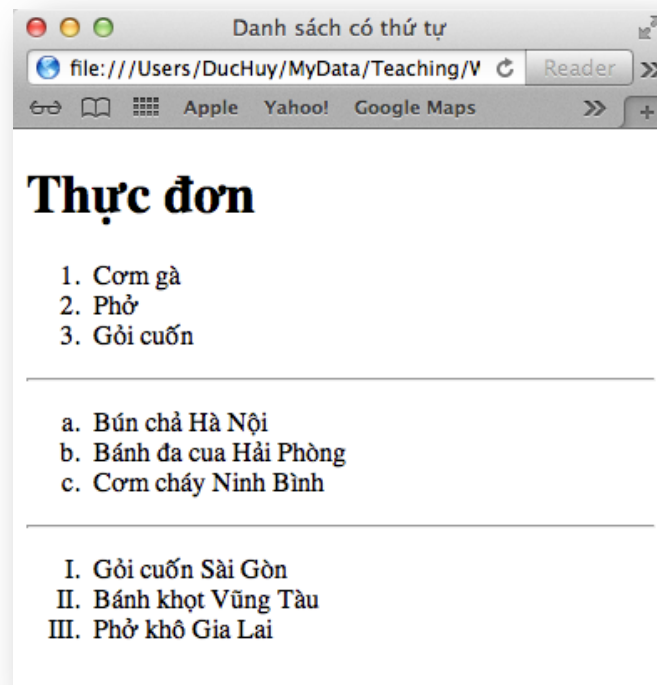 Danh sách có thứ tự
file:///Users/DucHuy/MyData/Teaching/W
Reader
Apple Yahoo! Google Maps
Thực đơn
1. Cơm gà
2. Phở
3. Gỏi cuốn
a. Bún chả Hà Nội
b. Bánh đa cua Hải Phòng
c. Cơm cháy Ninh Bình
I. Gỏi cuốn Sài Gòn
II. Bánh khọt Vũng Tàu
III. Phở khô Gia Lai